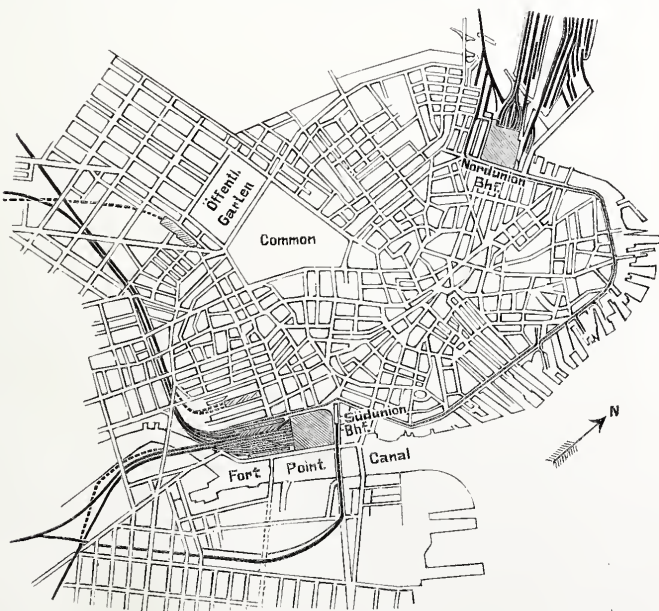 Nordunion
Bhf.
Öffentl.
Garten
Common
N
Südunion
Bhf.
Fort Point Canal